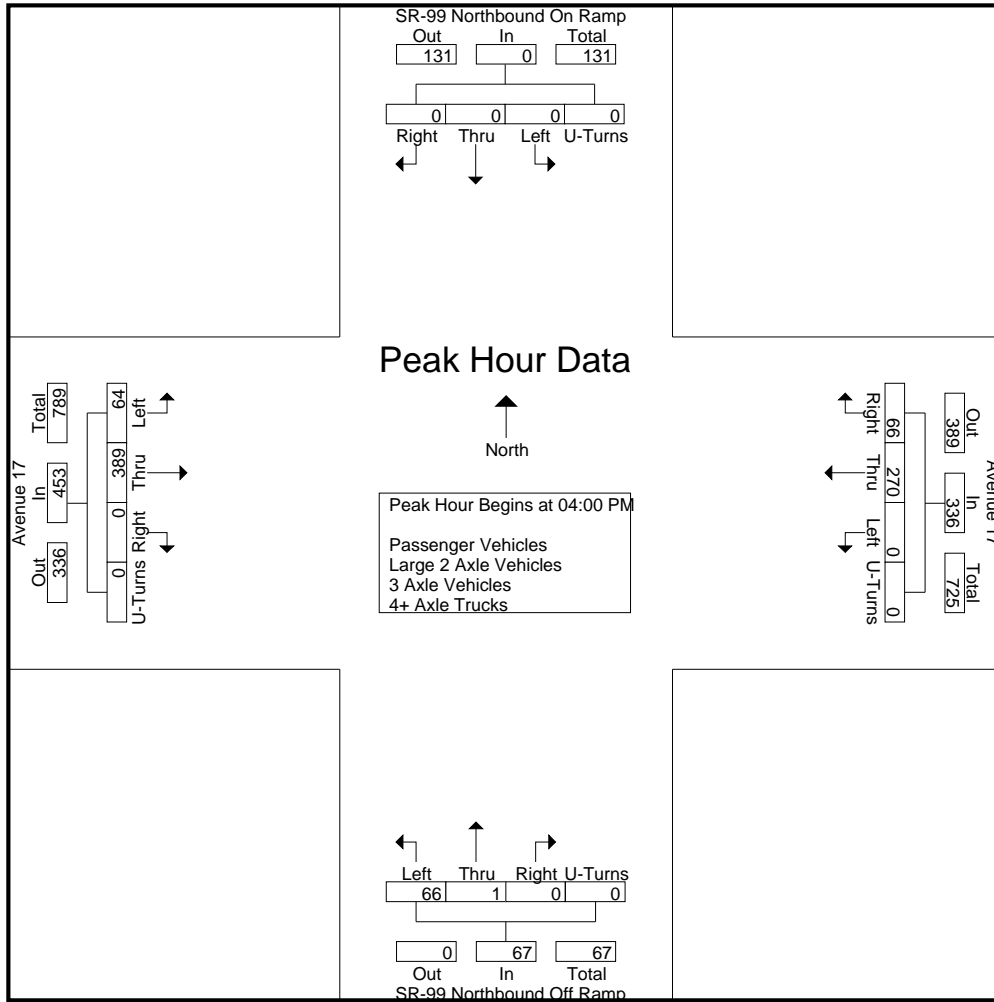 SR-99 Northbound On Ramp
Out In Total
131 0 131
0 0 0 0
Right Thru Left U-Turns
Peak Hour Data
North
Peak Hour Begins at 04:00 PM
Passenger Vehicles
Large 2 Axle Vehicles
3 Axle Vehicles
4+ Axle Trucks
Avenue 17
Total In Out
789 453 336
64 389 0 0
Left Thru Right U-Turns
Avenue 17
Out In Total
389 336 725
66 270 0 0
Right Thru Left U-Turns
Left Thru Right U-Turns
66 1 0 0
0 67 67
Out In Total
SR-99 Northbound Off Ramp